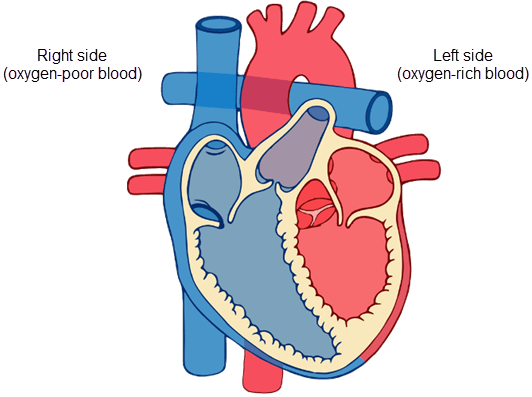 Right side
(oxygen-poor blood)
Left side
(oxygen-rich blood)